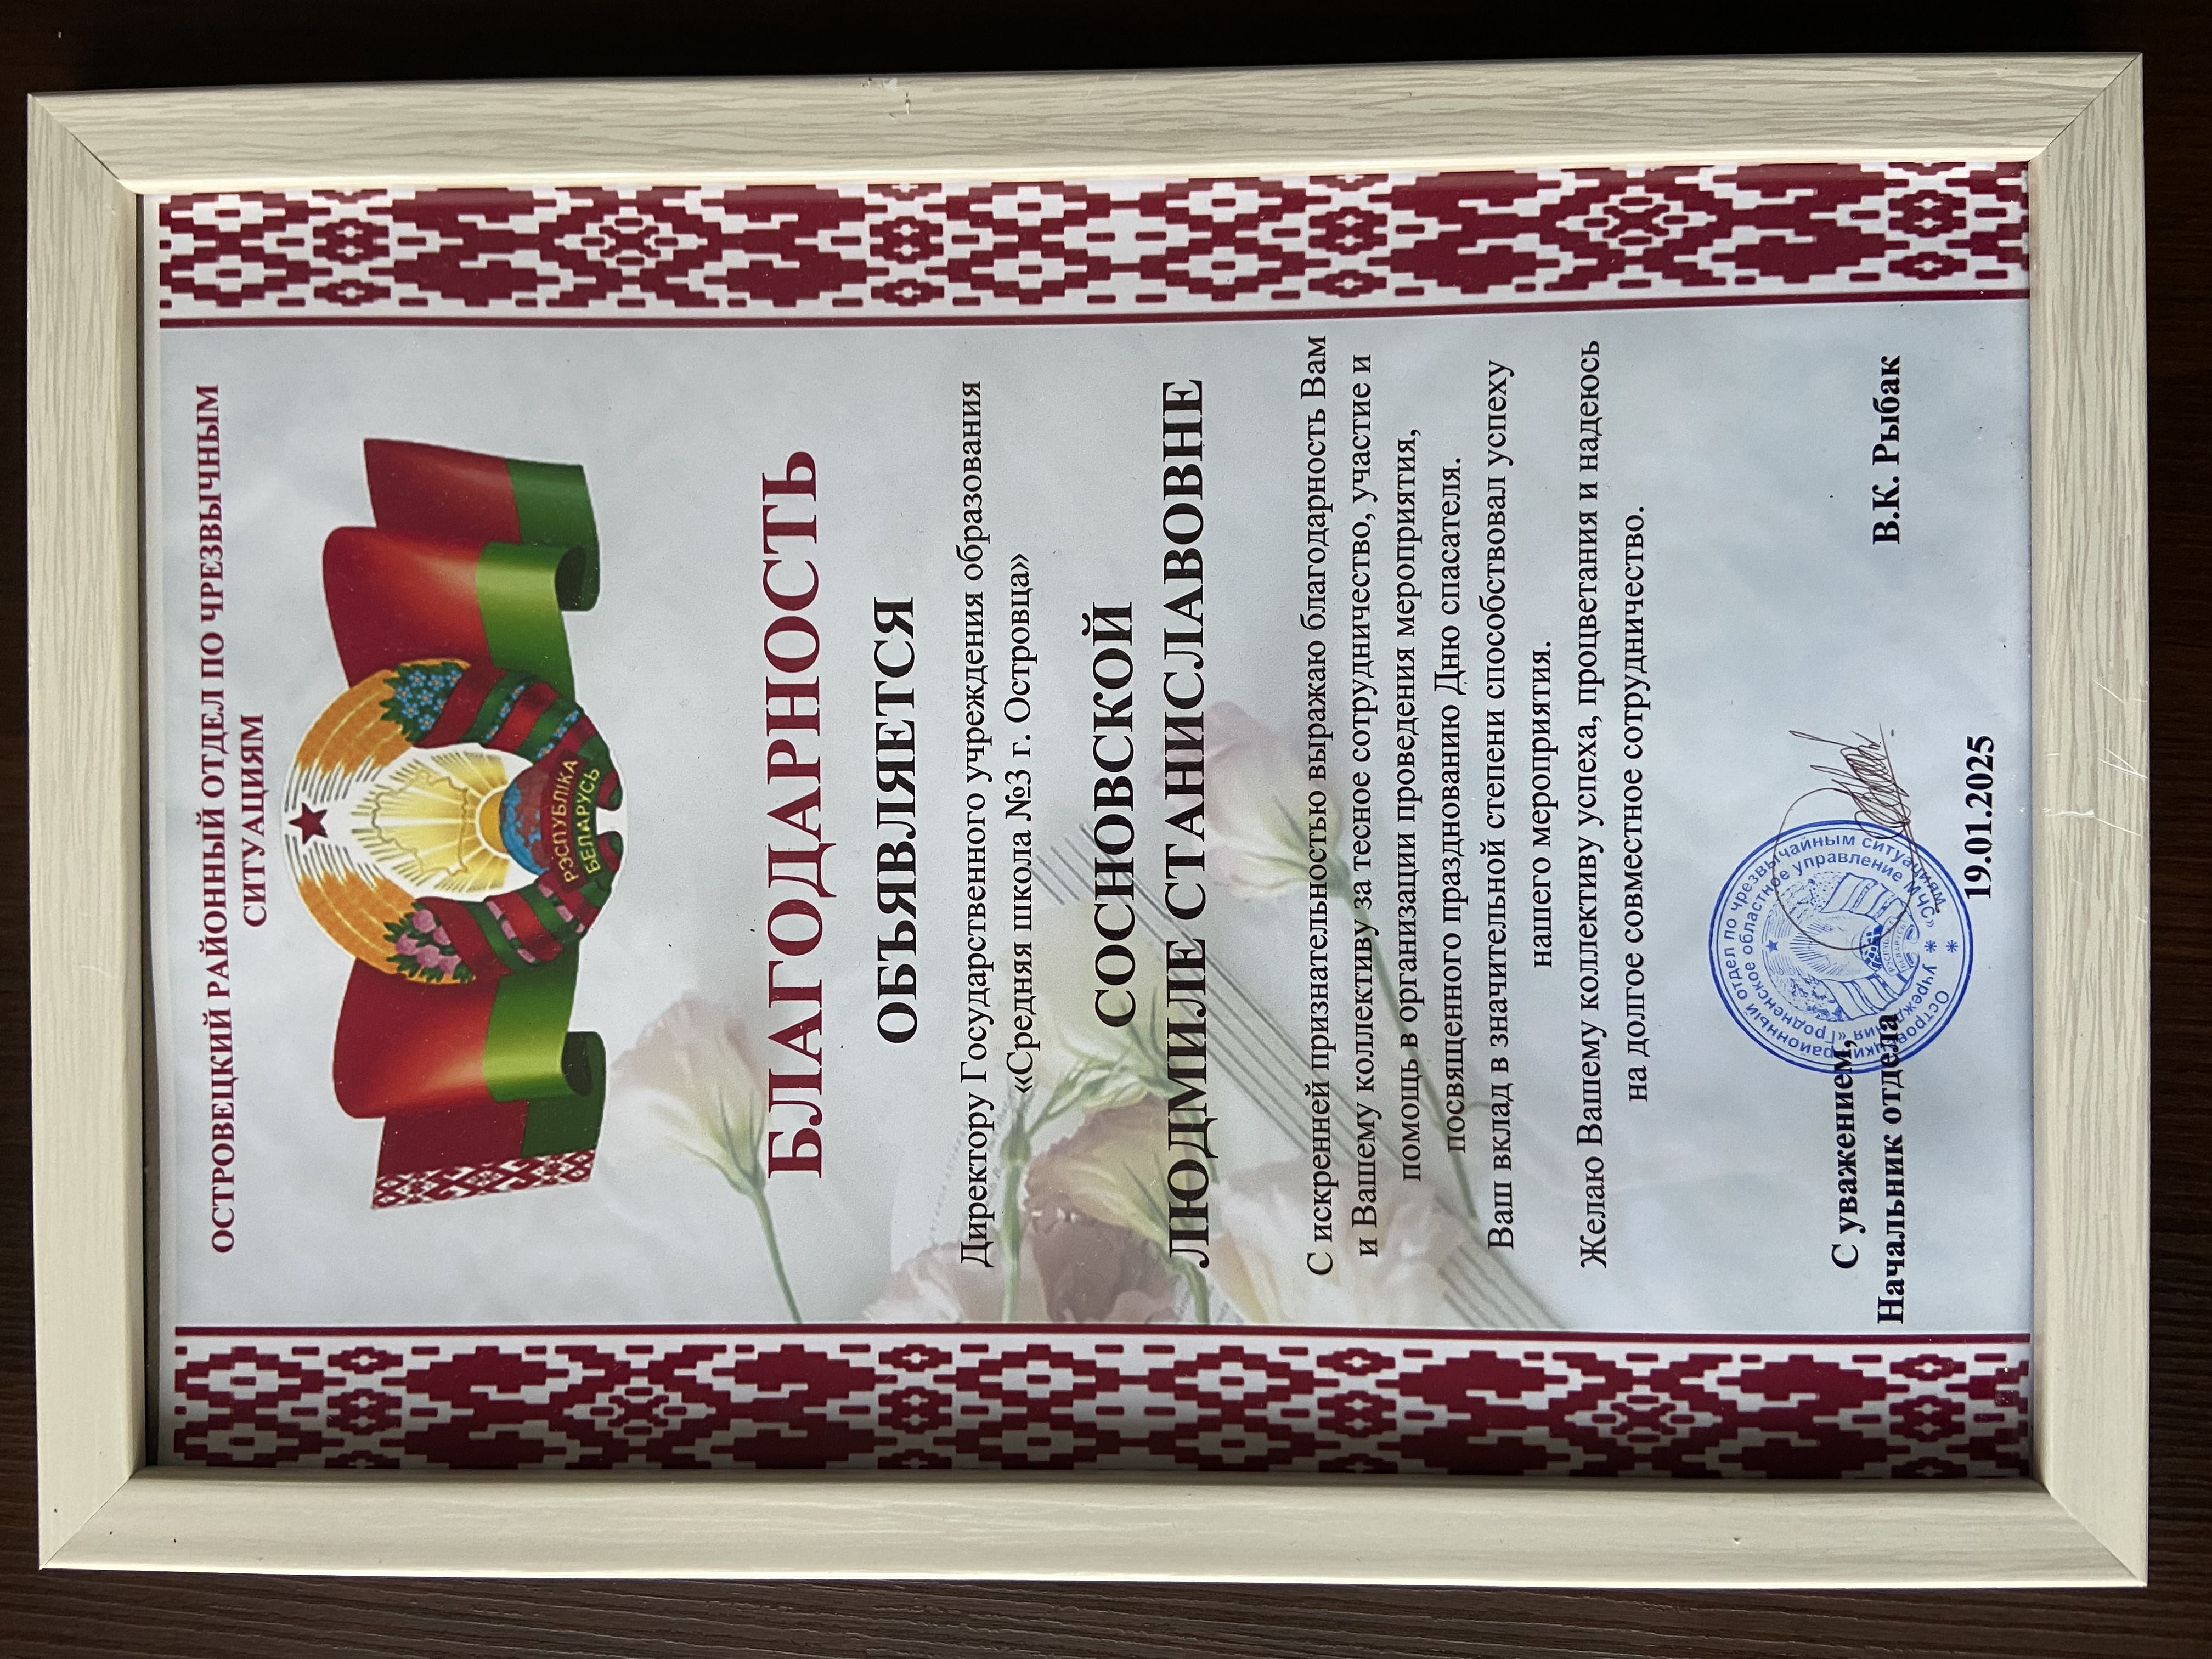 ОСТРОВЕЦКИЙ РАЙОННЫЙ ОТДЕЛ ПО ЧРЕЗВЫЧНЫМ
СИТУАЦИЯМ
РЭСПУБЛІКА
БЕЛАРУСЬ
БЛАГОДАРНОСТЬ
ОБЪЯВЛЯЕТСЯ
Директору Государственного учреждения образования
«Средняя школа №3 г. Островца»
СОСНОВСКОЙ
ЛЮДМИЛЕ СТАНИСЛАВОВНЕ
С искренней признательностью выражаю благодарность Вам
и Вашему коллективу за тесное сотрудничество, участие и
помощь в организации проведения мероприятия,
посвященного празднованию Дню спасателя.
Ваш вклад в значительной степени способствовал успеху
нашего мероприятия.
Желаю Вашему коллективу успеха, процветания и надеюсь
на долгое совместное сотрудничество.
С уважением,
Начальник отдела
В.К. Рыбак
Островецкий районный отдел по чрезвычайным ситуациям
учреждения «Гродненское областное управление МЧС»
РЭСПУБЛІКА
БЕЛАРУСЬ
19.01.2025